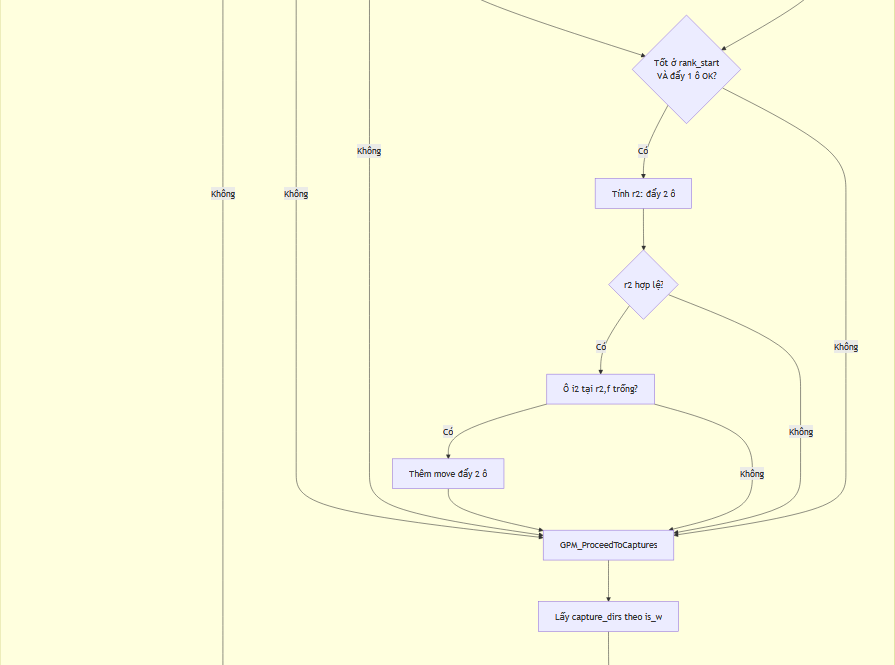 Tốt ở rank_start
VÀ đẩy 1 ô OK?
Không
Có
Không
Không
Tính r2: đẩy 2 ô
r2 hợp lệ?
Có
Không
Ô i2 tại r2,f trống?
Có
Không
Thêm move đẩy 2 ô
Không
GPM_ProceedToCaptures
Lấy capture_dirs theo is_w